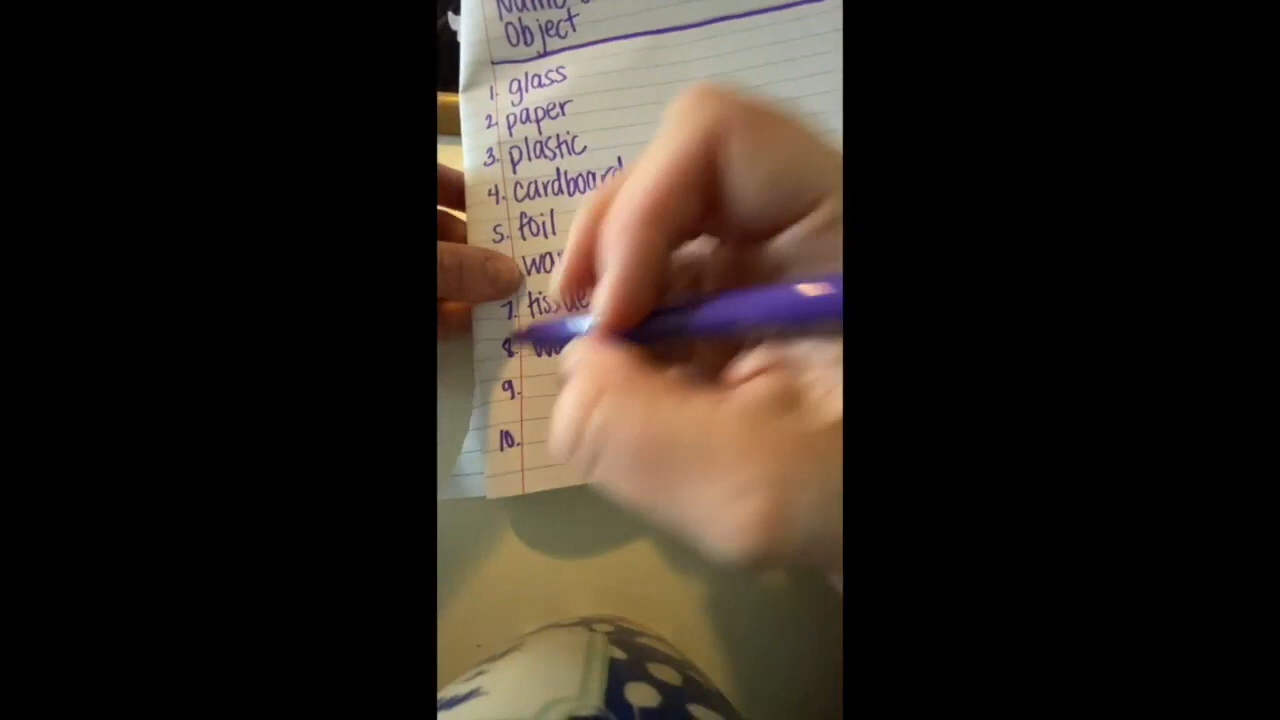 Object
1. glass
2. paper
3. plastic
4. cardboard
5. foil
7. tissue
8.
9.
10.